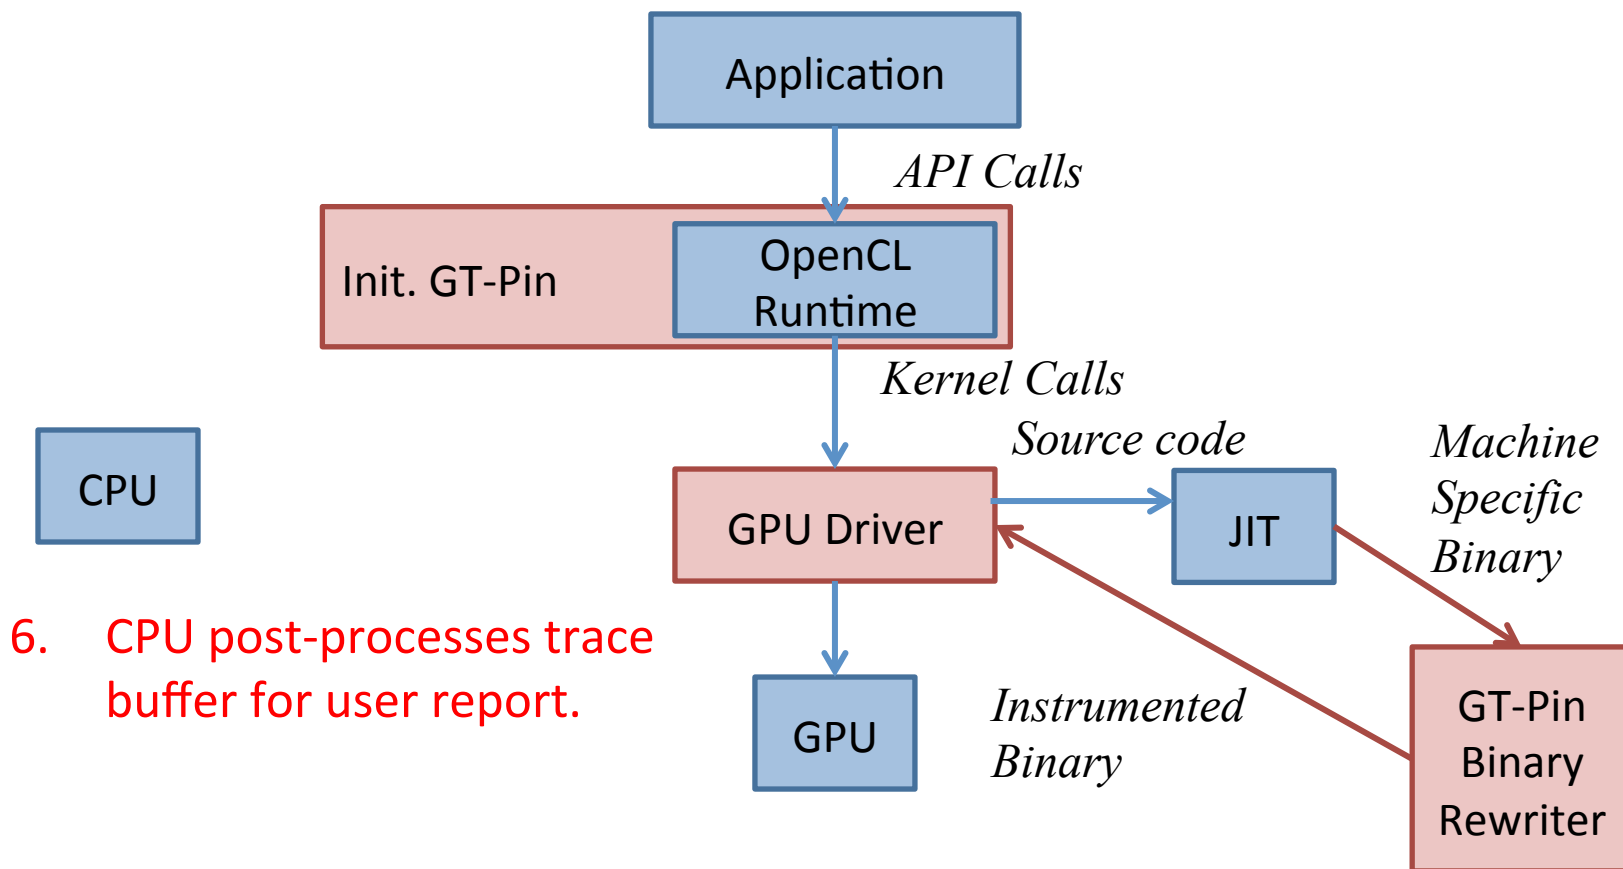 Application
API Calls
Init. GT-Pin
OpenCL
Runtime
Kernel Calls
Source code
Machine
Specific
Binary
CPU
GPU Driver
JIT
6. CPU post-processes trace
buffer for user report.
GPU
Instrumented
Binary
GT-Pin
Binary
Rewriter